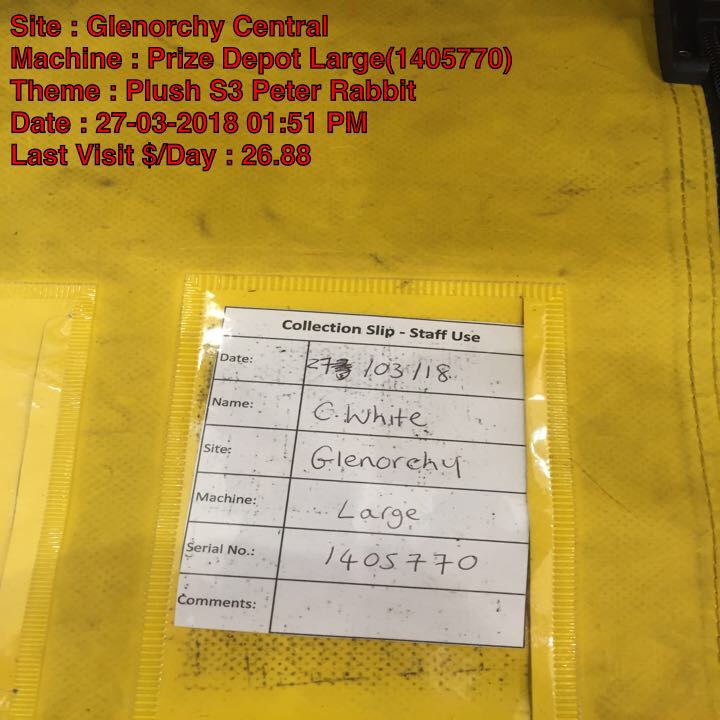 Site : Glenorchy Central
Machine : Prize Depot Large(1405770)
Theme : Plush S3 Peter Rabbit
Date : 27-03-2018 01:51 PM
Last Visit $/Day : 26.88
Collection Slip - Staff Use
Date: 27 /03/18
Name: C. White
Site: Glenorchy
Machine: Large
Serial No.: 1405770
Comments: